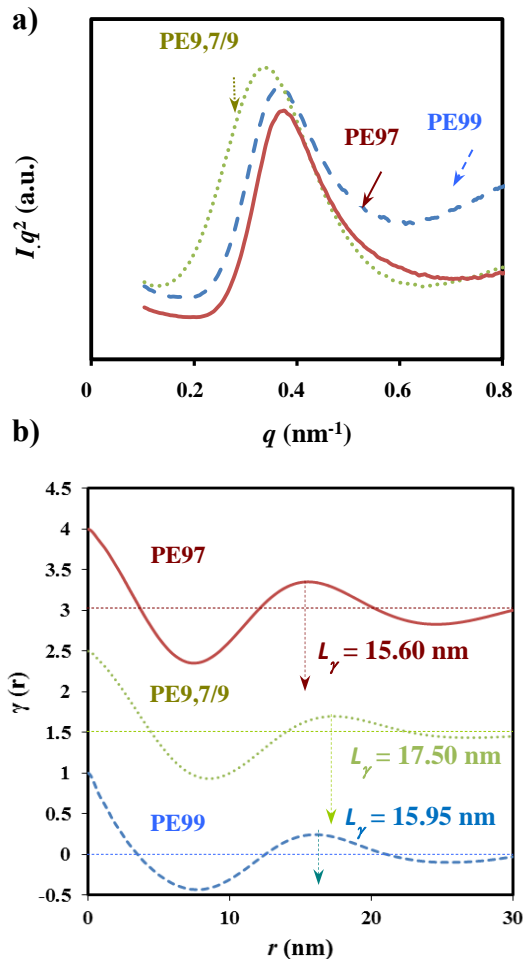 a)
PE9,7/9
PE97
PE99
I.q² (a.u.)
0 0.2 0.4 0.6 0.8
q (nm⁻¹)
b)
4.5
4
3.5
3
2.5
2
1.5
1
0.5
0
-0.5
γ (r)
PE97
Lγ = 15.60 nm
PE9,7/9
Lγ = 17.50 nm
Lγ = 15.95 nm
PE99
0 10 20 30
r (nm)